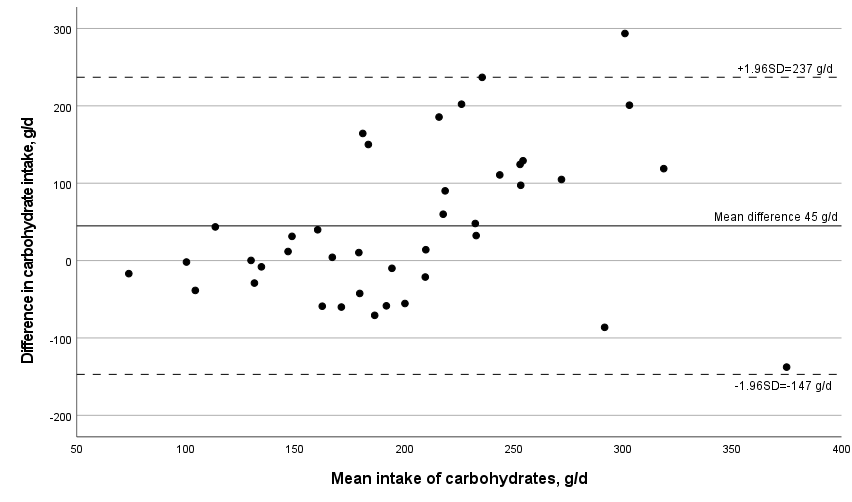 Difference in carbohydrate intake, g/d
300
200
100
0
-100
-200
+1.96SD=237 g/d
Mean difference 45 g/d
-1.96SD=-147 g/d
50 100 150 200 250 300 350 400
Mean intake of carbohydrates, g/d